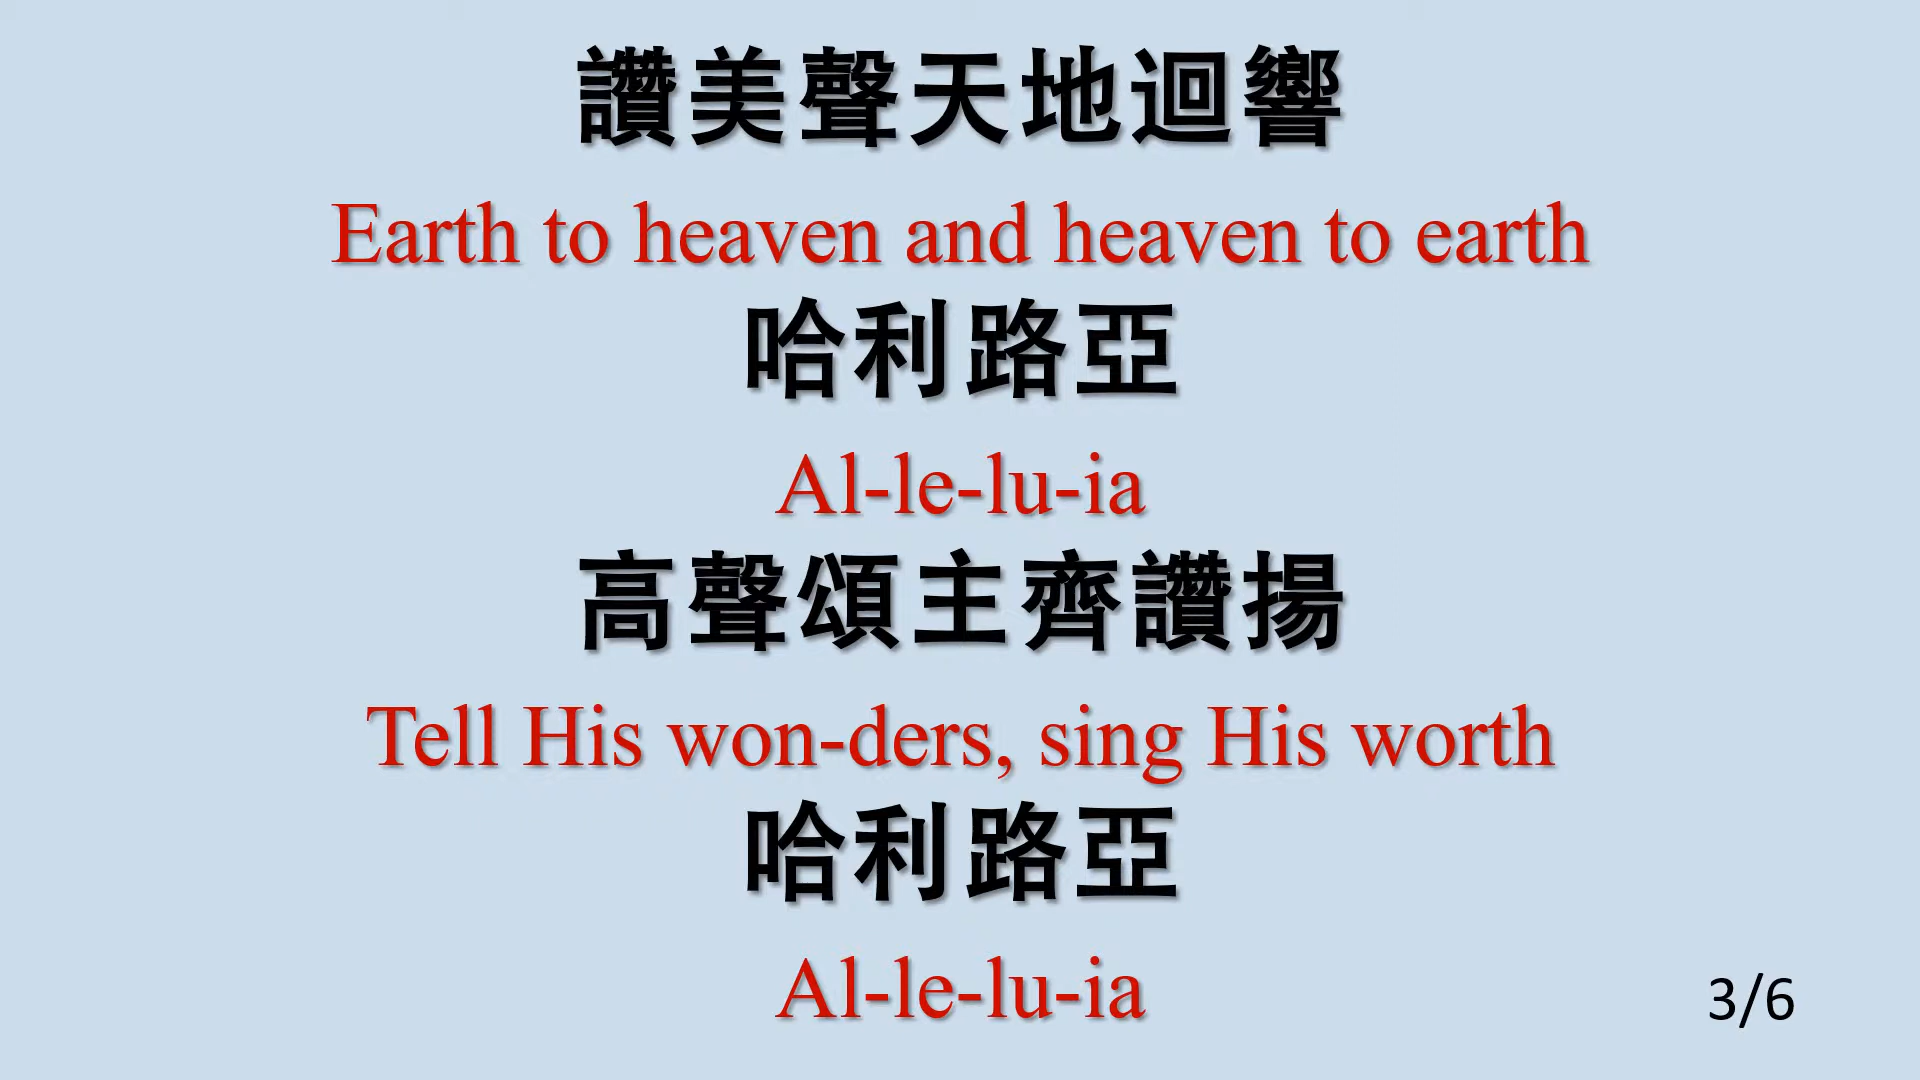 讚美聲天地迴響
Earth to heaven and heaven to earth
哈利路亞
Al-le-lu-ia
高聲頌主齊讚揚
Tell His won-ders, sing His worth
哈利路亞
Al-le-lu-ia
3/6